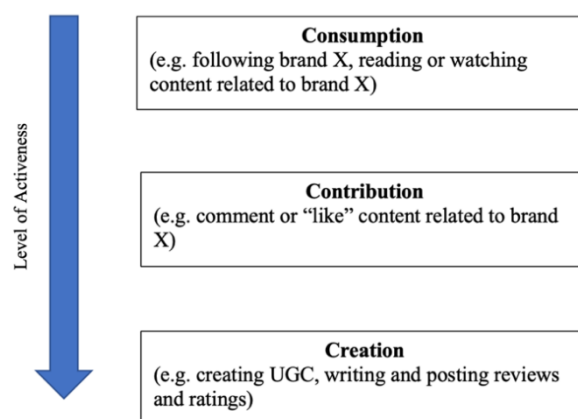 Level of Activeness
Consumption
(e.g. following brand X, reading or watching
content related to brand X)
Contribution
(e.g. comment or “like” content related to brand
X)
Creation
(e.g. creating UGC, writing and posting reviews
and ratings)